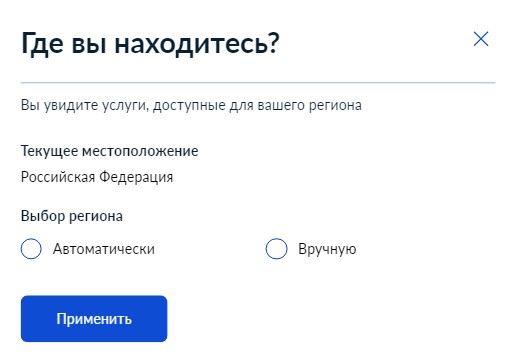 Где вы находитесь?
Вы увидите услуги, доступные для вашего региона
Текущее местоположение
Российская Федерация
Выбор региона
Автоматически Вручную
Применить